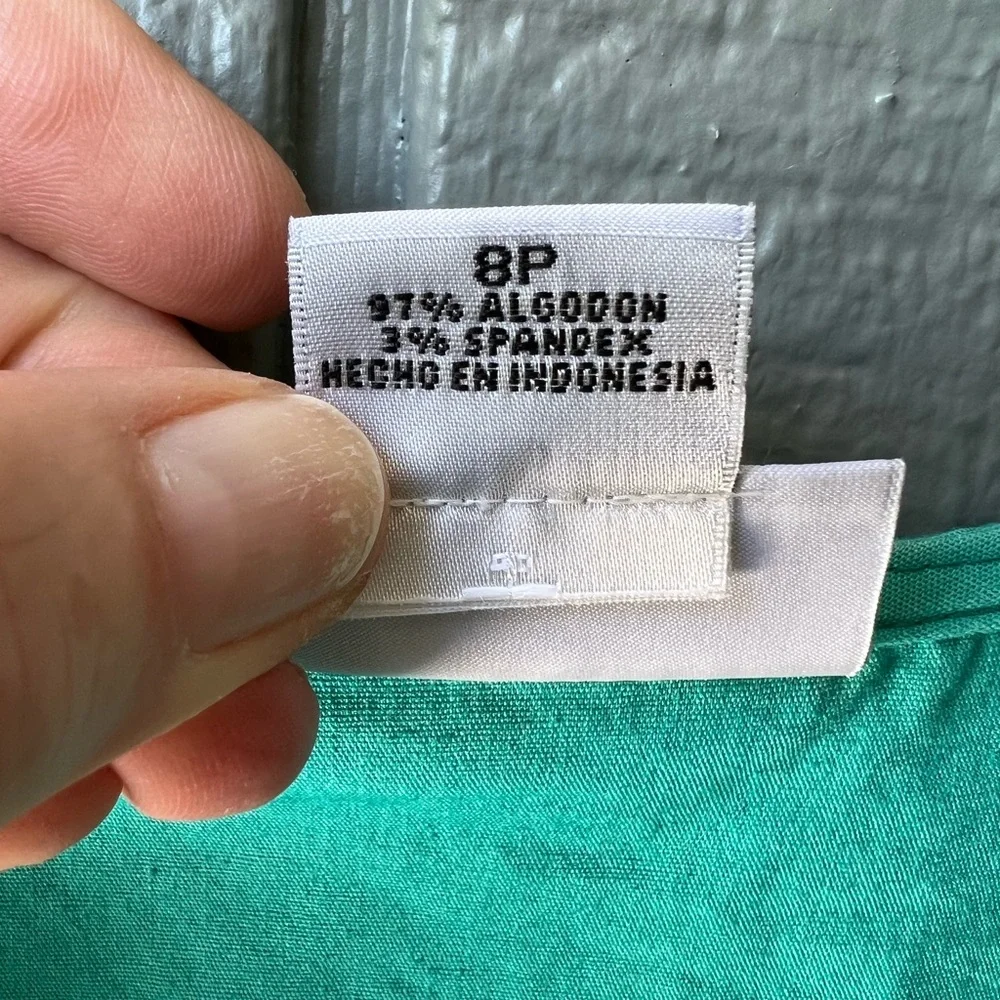 8P
97% ALGODON
3% SPANDEX
HECHO EN INDONESIA